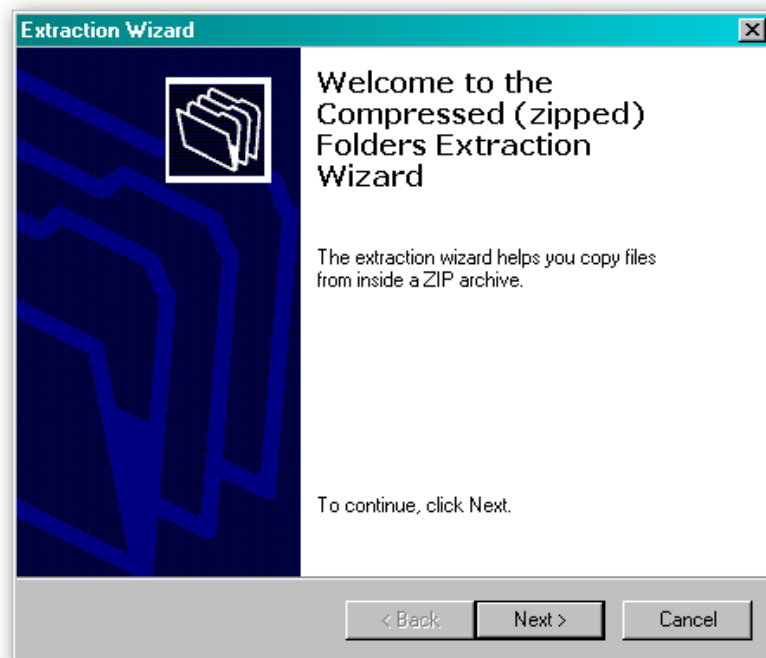 Extraction Wizard
Welcome to the
Compressed (zipped)
Folders Extraction
Wizard
The extraction wizard helps you copy files
from inside a ZIP archive.
To continue, click Next.
< Back
Next >
Cancel